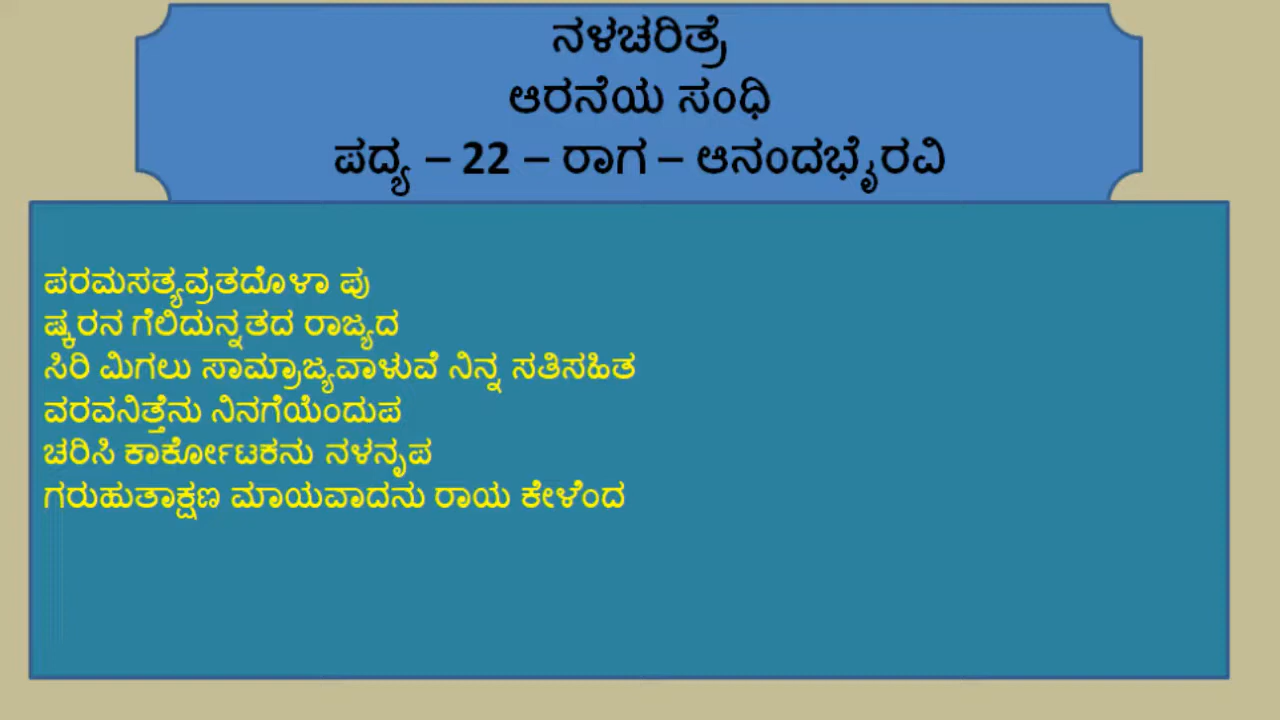 ನಳಚರಿತ್ರೆ
ಆರನೆಯ ಸಂಧಿ
ಪದ್ಯ – 22 – ರಾಗ – ಆನಂದಭೈರವಿ
ಪರಮಸತ್ಯವ್ರತದೊಳಾ ಪು
ಷ್ಕರನ ಗೆಲಿದುನ್ನತದ ರಾಜ್ಯದ
ಸಿರಿ ಮಿಗಲು ಸಾಮ್ರಾಜ್ಯವಾಳುವೆ ನಿನ್ನ ಸತಿಸಹಿತ
ವರವನಿತ್ತೆನು ನಿನಗೆಯೆಂದುಪ
ಚರಿಸಿ ಕಾರ್ಕೋಟಕನು ನಳನೃಪ
ಗರುಹುತಾಕ್ಷಣ ಮಾಯವಾದನು ರಾಯ ಕೇಳೆಂದ